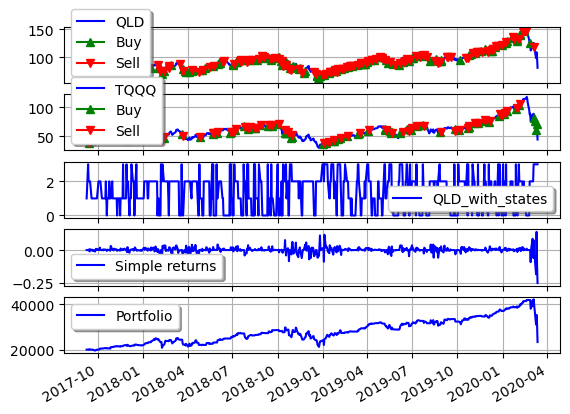 QLD
Buy
Sell
150
100
TQQQ
Buy
Sell
100
50
QLD_with_states
2
0
Simple returns
0.00
−0.25
Portfolio
40000
20000
2017-10
2018-01
2018-04
2018-07
2018-10
2019-01
2019-04
2019-07
2019-10
2020-01
2020-04